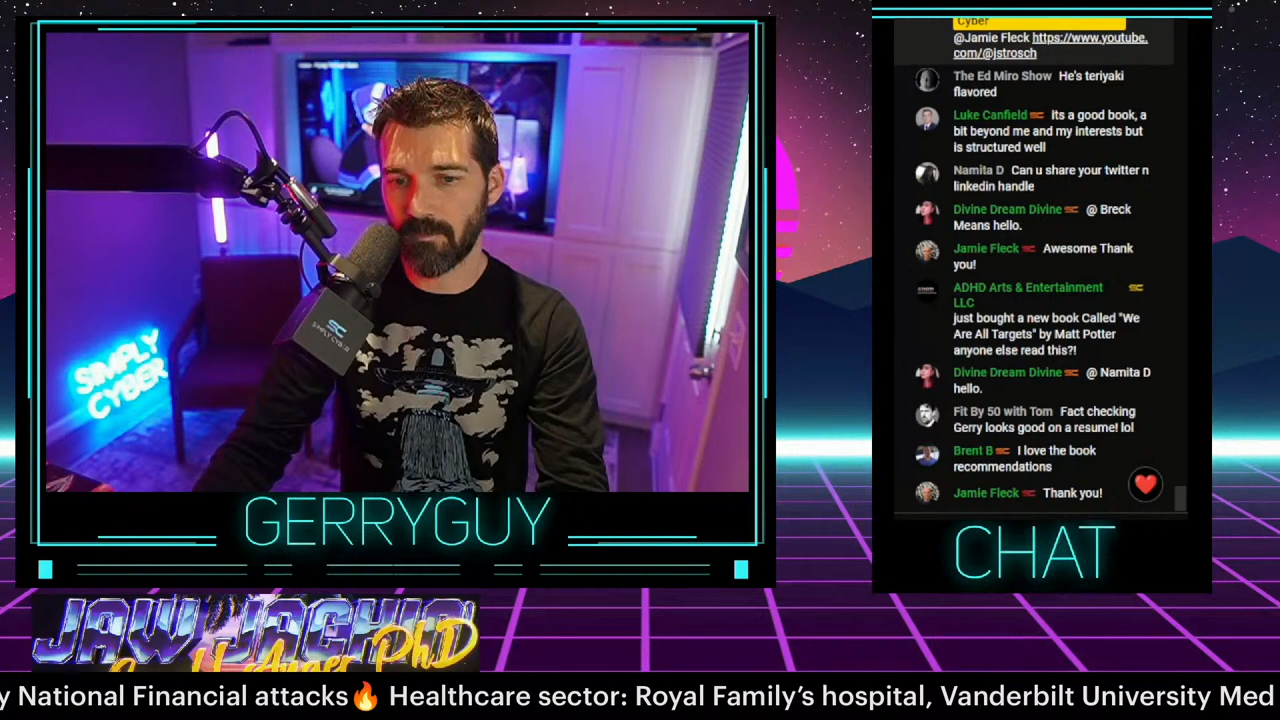 SIMPLY
CYBER
SC
SIMPLY CYBER
GERRYGUY
Cyber
@Jamie Fleck https://www.youtube.
com/@jstrosch
The Ed Miro Show He's teriyaki
flavored
Luke Canfield Its a good book, a
bit beyond me and my interests but
is structured well
Namita D Can u share your twitter n
linkedin handle
Divine Dream Divine @ Breck
Means hello.
Jamie Fleck Awesome Thank
you!
ADHD Arts & Entertainment
LLC
just bought a new book Called "We
Are All Targets" by Matt Potter
anyone else read this?!
Divine Dream Divine @ Namita D
hello.
Fit By 50 with Tom Fact checking
Gerry looks good on a resume! lol
Brent B I love the book
recommendations
Jamie Fleck Thank you!
CHAT
JAW JACKIN'
PhD
y National Financial attacks🔥 Healthcare sector: Royal Family’s hospital, Vanderbilt University Med